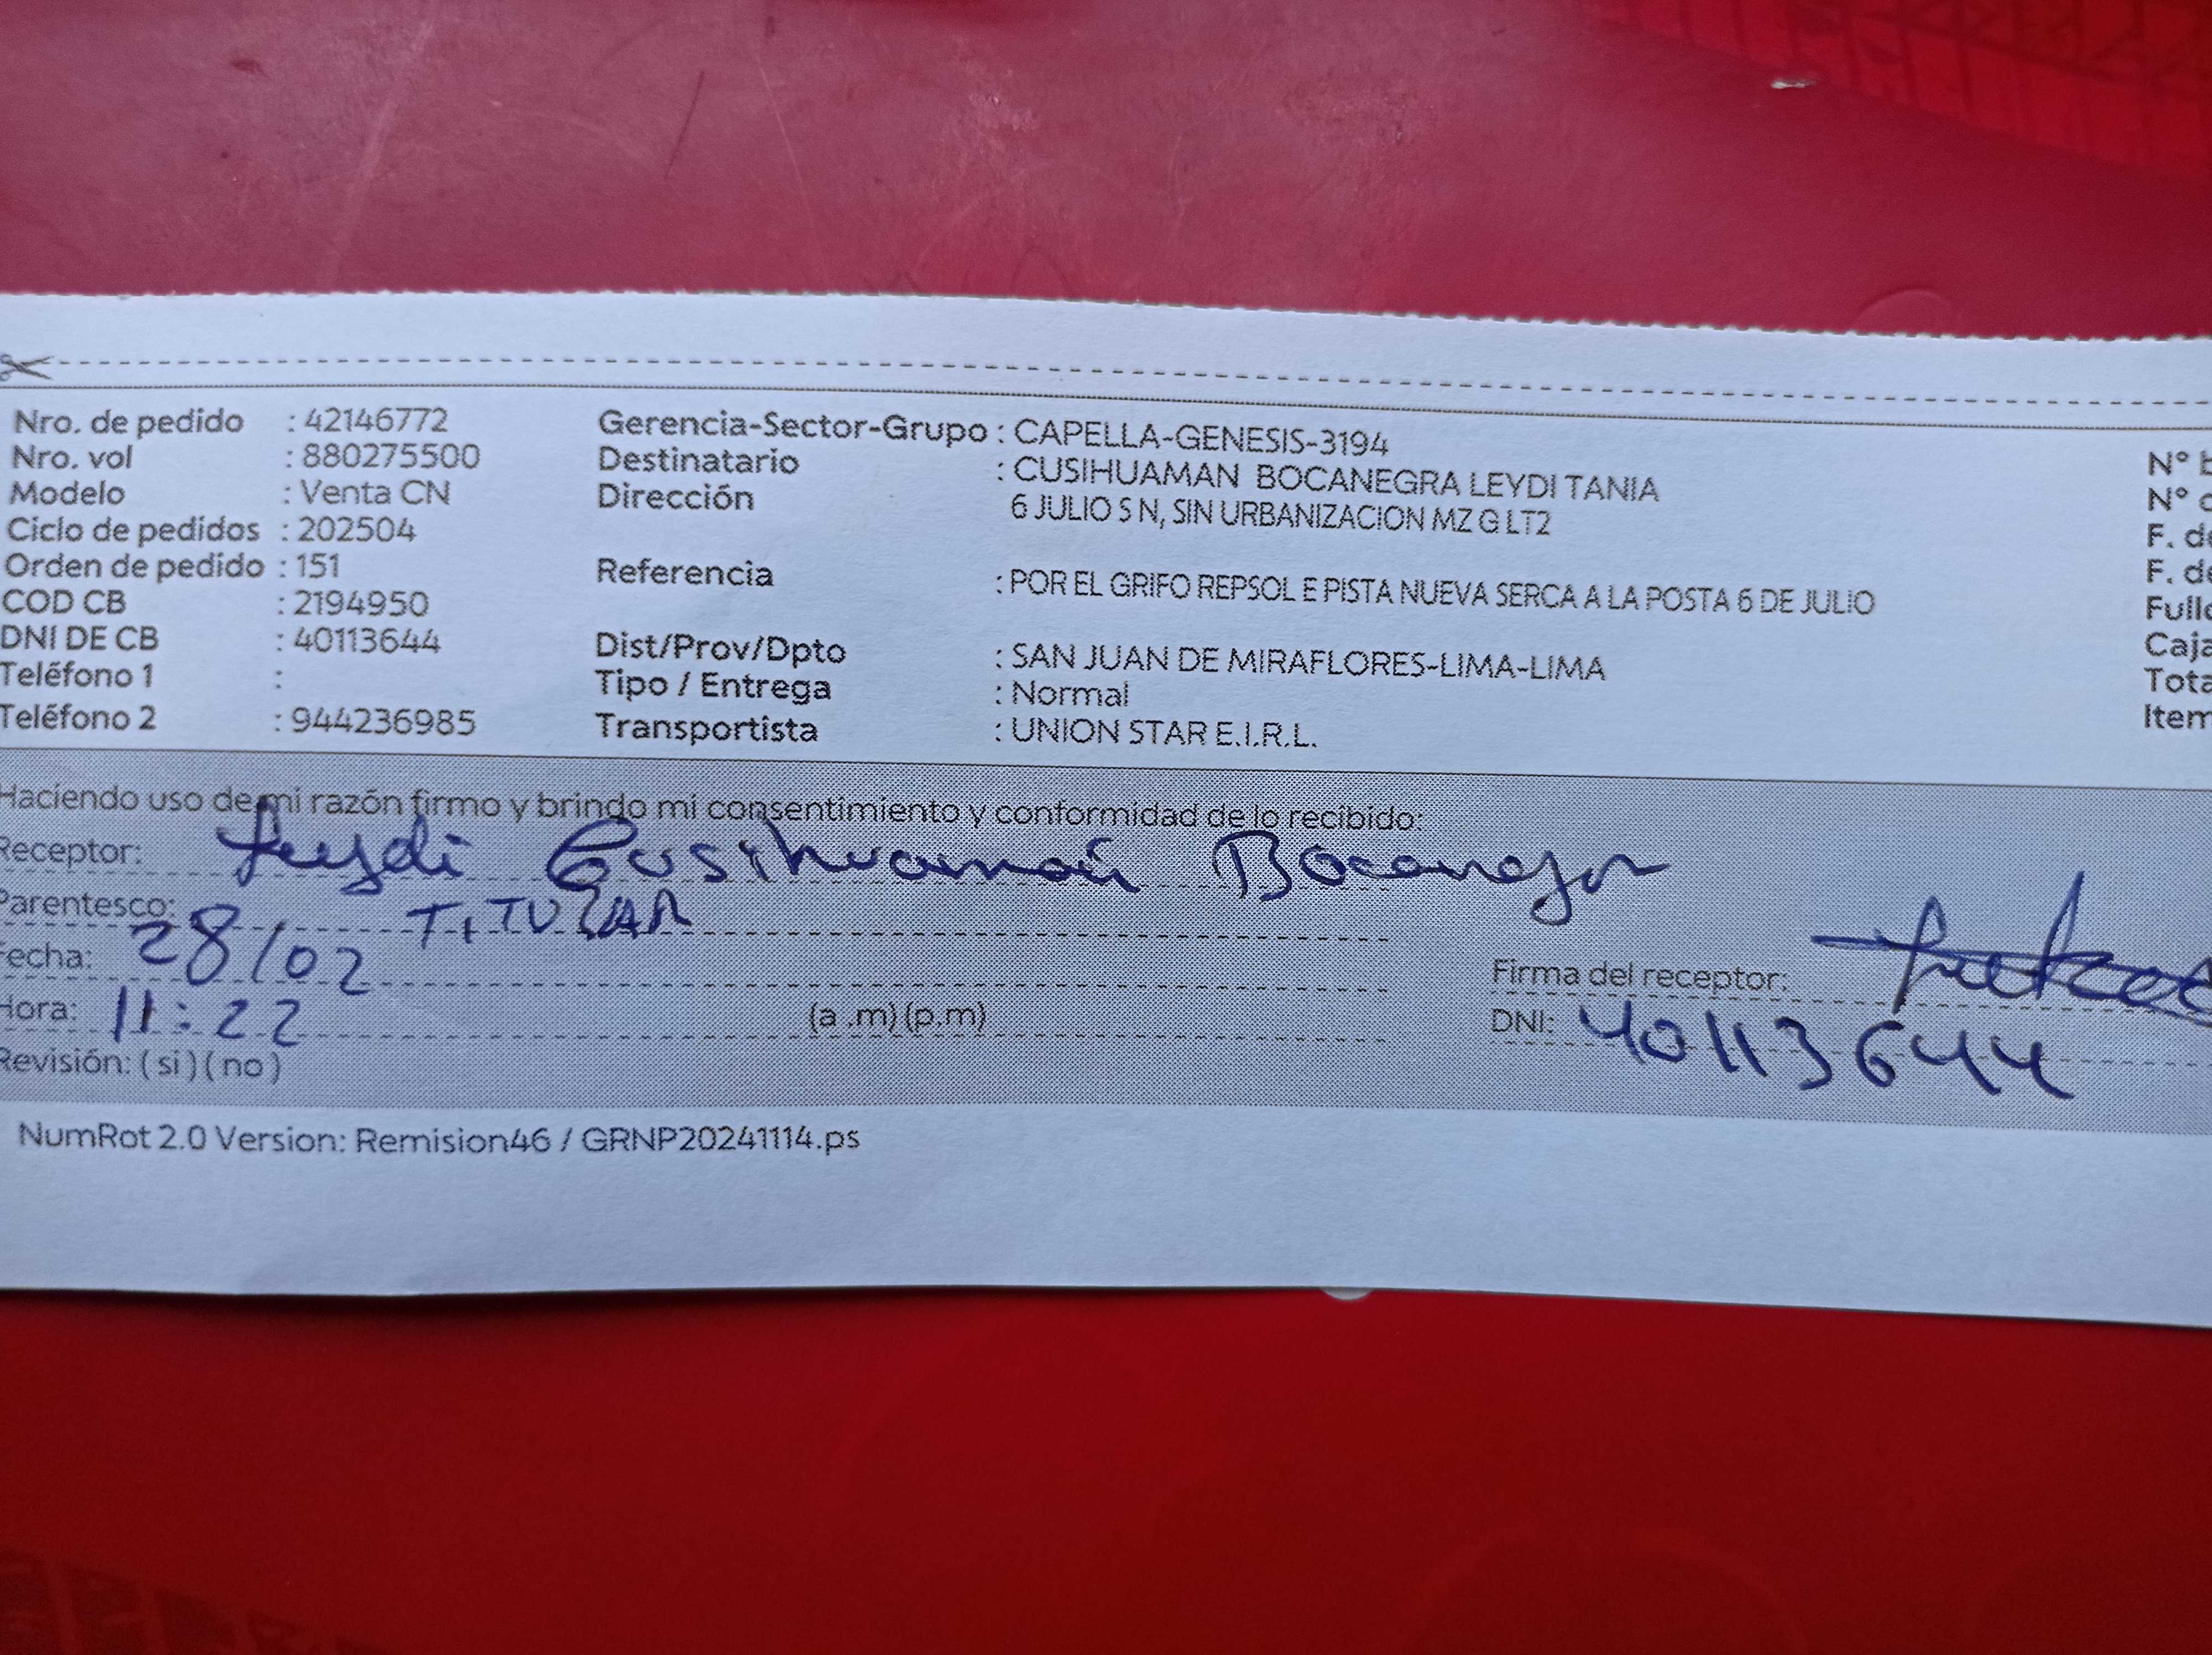 Nro. de pedido : 42146772
Nro. vol : 880275500
Modelo : Venta CN
Ciclo de pedidos : 202504
Orden de pedido : 151
COD CB : 2194950
DNI DE CB : 40113644
Teléfono 1 :
Teléfono 2 : 944236985
Gerencia-Sector-Grupo : CAPELLA-GENESIS-3194
Destinatario : CUSIHUAMAN BOCANEGRA LEYDI TANIA
Dirección 6 JULIO S N, SIN URBANIZACION MZ G LT2
Referencia : POR EL GRIFO REPSOL E PISTA NUEVA SERCA A LA POSTA 6 DE JULIO
Dist/Prov/Dpto : SAN JUAN DE MIRAFLORES-LIMA-LIMA
Tipo / Entrega : Normal
Transportista : UNION STAR E.I.R.L.
N°
N°
F. de
F. de
Caja
Tota
Item
Haciendo uso de mi razón firmo y brindo mi consentimiento y conformidad de lo recibido:
Receptor: Leydi Cusihuaman Bocanegra
Parentesco: TITULAR
Fecha: 28/02
Hora: 11:22 (a .m) (p.m)
Revisión: ( si ) ( no )
Firma del receptor:
DNI: 40113644
NumRot 2.0 Version: Remision46 / GRNP20241114.ps